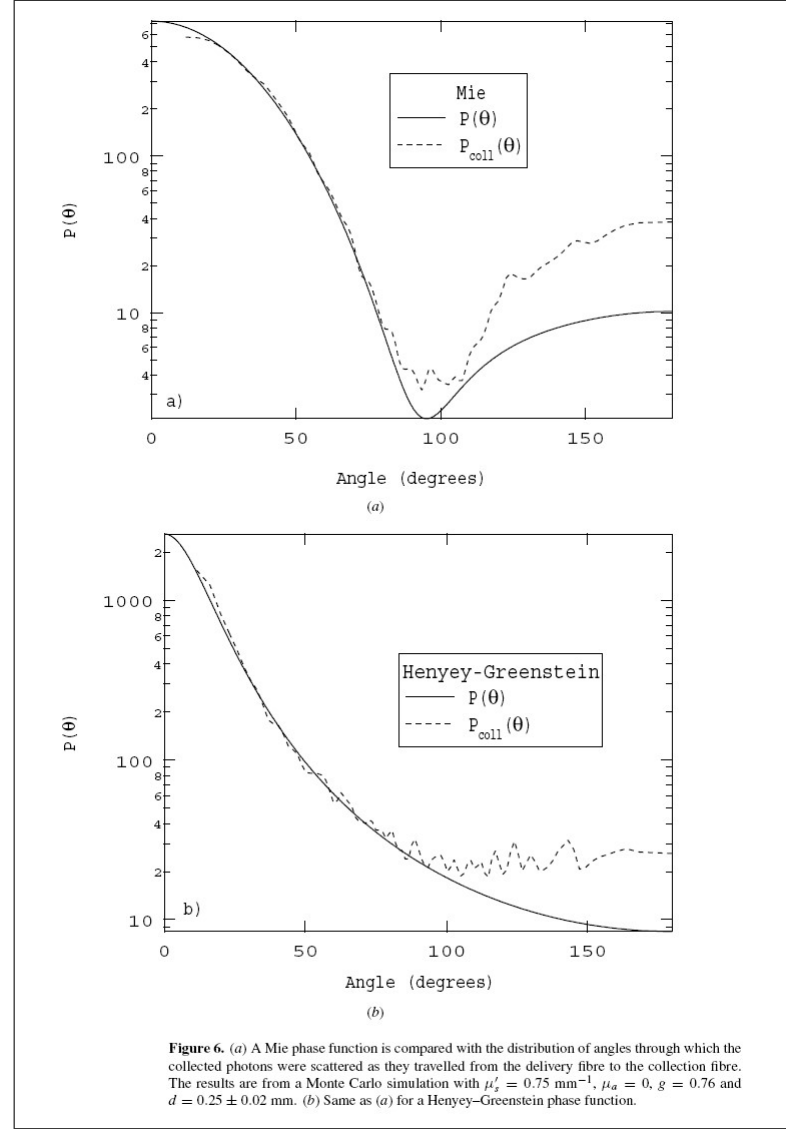 6
4
2
100
8
6
4
2
10
8
6
4
P(θ)
Mie
P(θ)
P_coll(θ)
a)
0
50
100
150
Angle (degrees)
(a)
2
1000
8
6
4
2
100
8
6
4
2
10
P(θ)
Henyey-Greenstein
P(θ)
P_coll(θ)
b)
0
50
100
150
Angle (degrees)
(b)
Figure 6. (a) A Mie phase function is compared with the distribution of angles through which the
collected photons were scattered as they travelled from the delivery fibre to the collection fibre.
The results are from a Monte Carlo simulation with μ′s = 0.75 mm−1, μa = 0, g = 0.76 and
d = 0.25 ± 0.02 mm. (b) Same as (a) for a Henyey–Greenstein phase function.